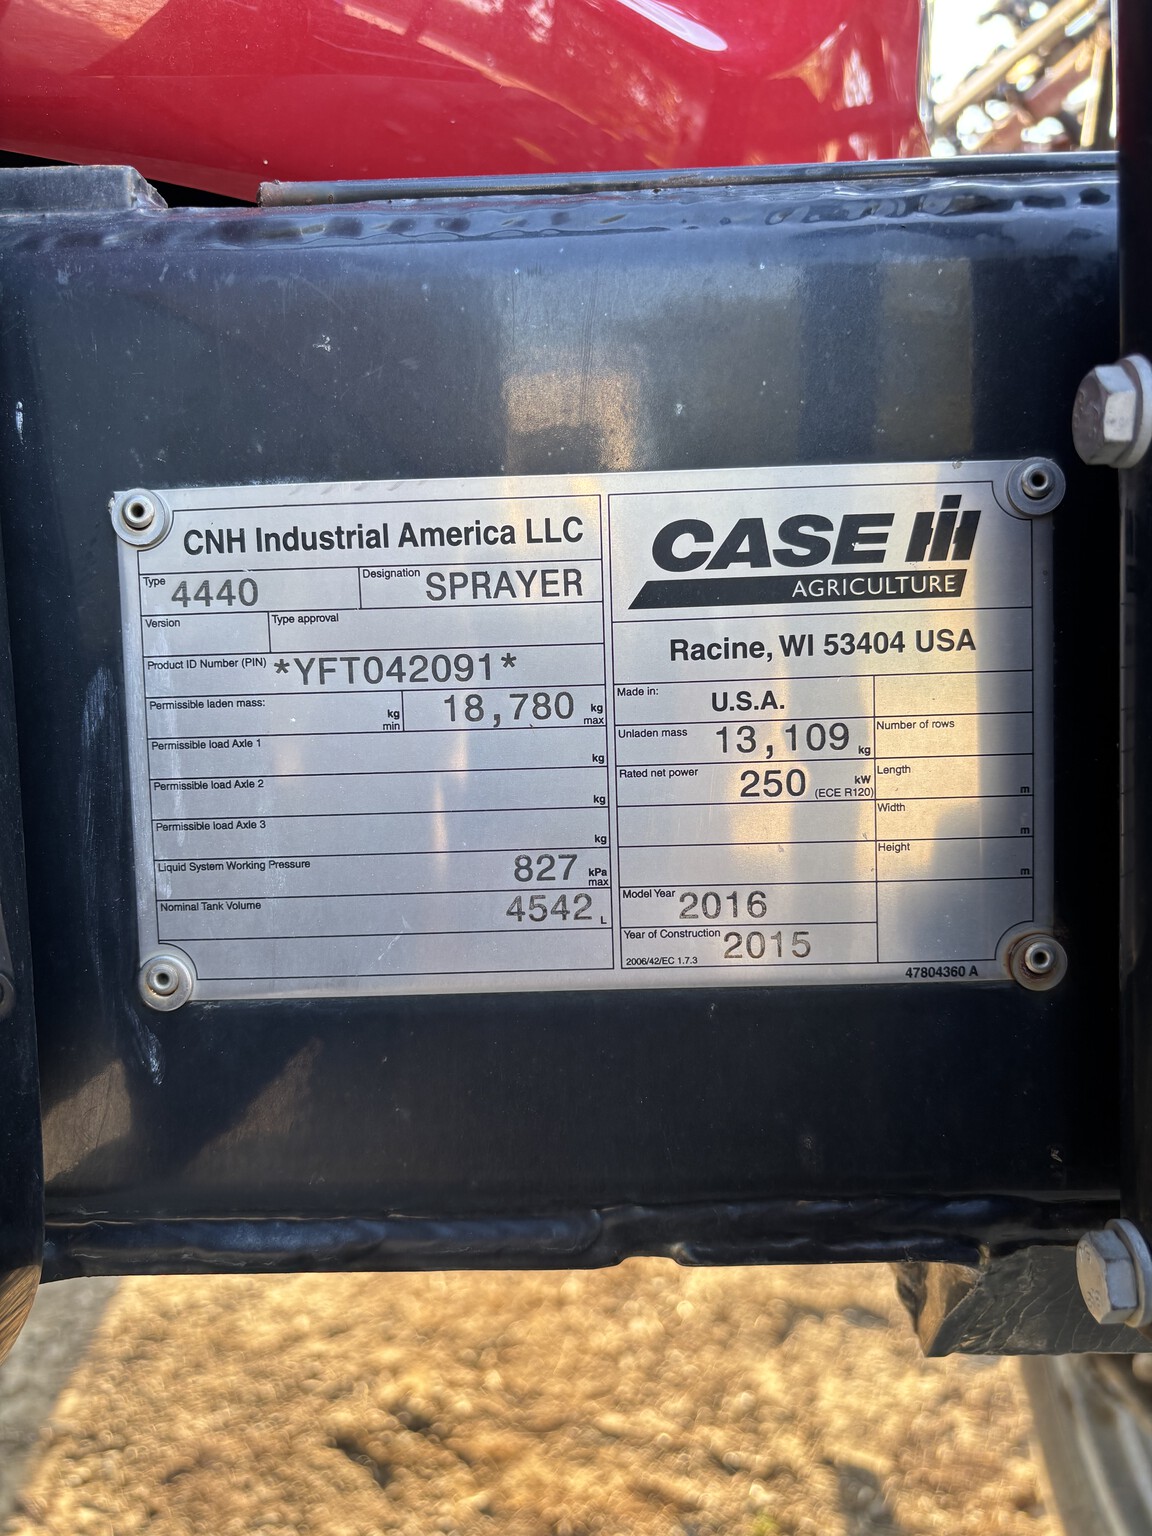 CNH Industrial America LLC
Type 4440 Designation SPRAYER
Version Type approval
Product ID Number (PIN) *YFT042091*
Permissible laden mass: kg min 18,780 kg max
Permissible load Axle 1 kg
Permissible load Axle 2 kg
Permissible load Axle 3 kg
Liquid System Working Pressure 827 kPa max
Nominal Tank Volume 4542 L
CASE IH
AGRICULTURE
Racine, WI 53404 USA
Made in: U.S.A.
Unladen mass 13,109 kg Number of rows
Rated net power 250 kW (ECE R120) Length m
Width m
Height m
Model Year 2016
Year of Construction 2015
2006/42/EC 1.7.3
47804360 A